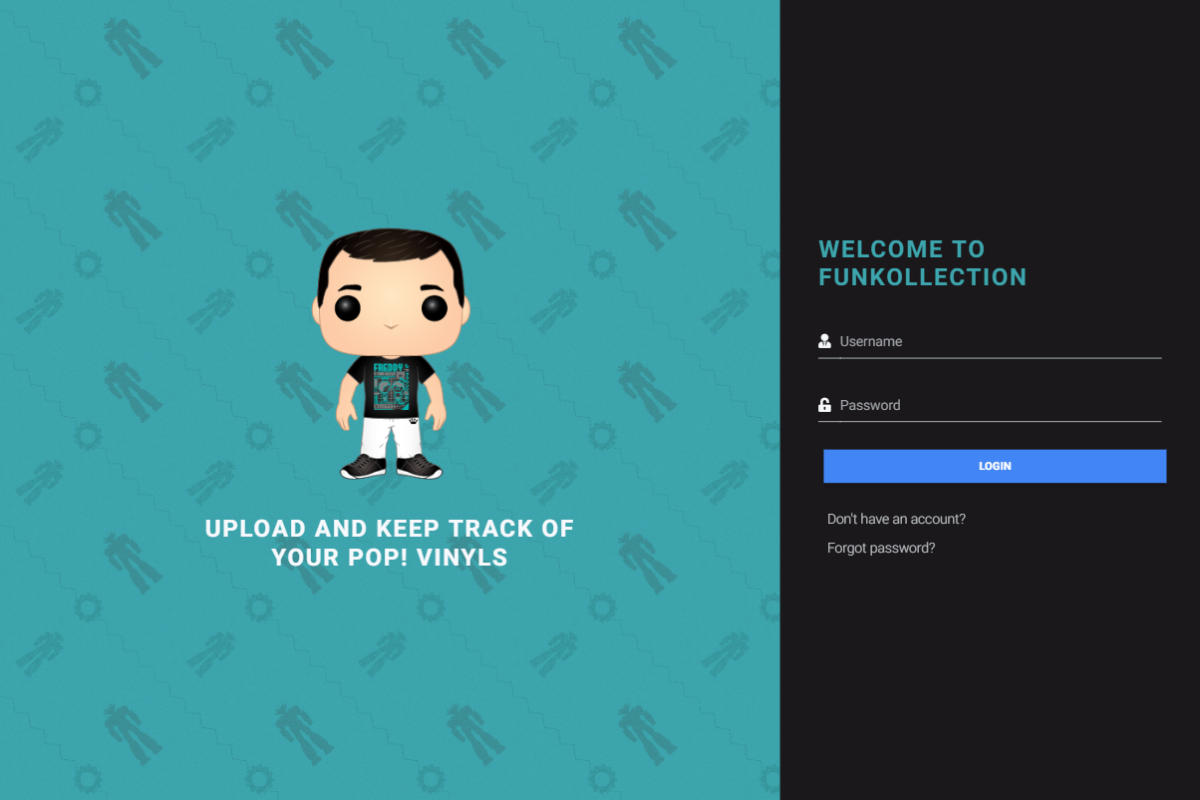 WELCOME TO
FUNKOLLECTION
Username
Password
LOGIN
Don't have an account?
Forgot password?
FREDDY
UPLOAD AND KEEP TRACK OF
YOUR POP! VINYLS